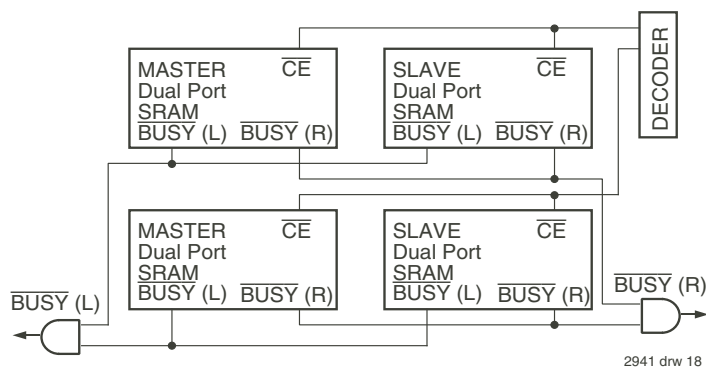 MASTER
Dual Port
SRAM
BUSY (L)
CE
BUSY (R)
SLAVE
Dual Port
SRAM
BUSY (L)
CE
BUSY (R)
DECODER
MASTER
Dual Port
SRAM
BUSY (L)
CE
BUSY (R)
SLAVE
Dual Port
SRAM
BUSY (L)
CE
BUSY (R)
BUSY (L)
BUSY (R)
2941 drw 18